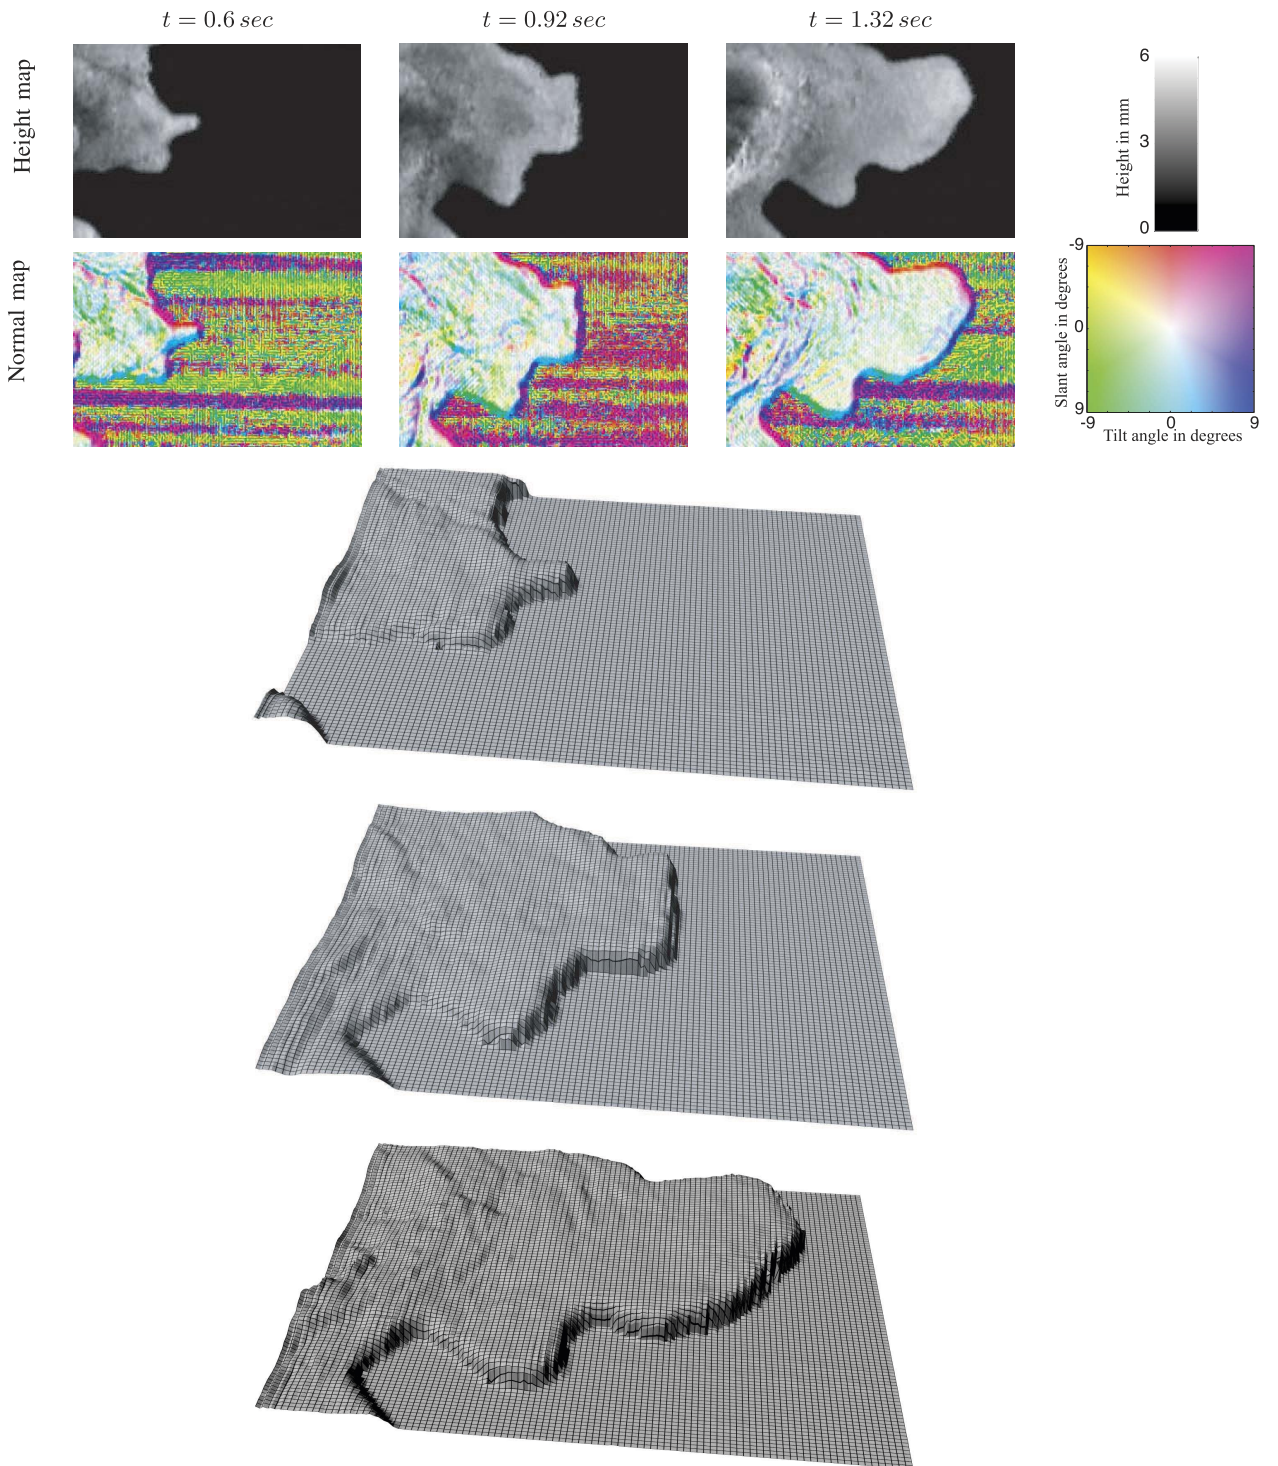 t = 0.6 sec
t = 0.92 sec
t = 1.32 sec
Height map
6
3
0
Height in mm
Normal map
-9
0
9
Slant angle in degrees
-9
0
9
Tilt angle in degrees